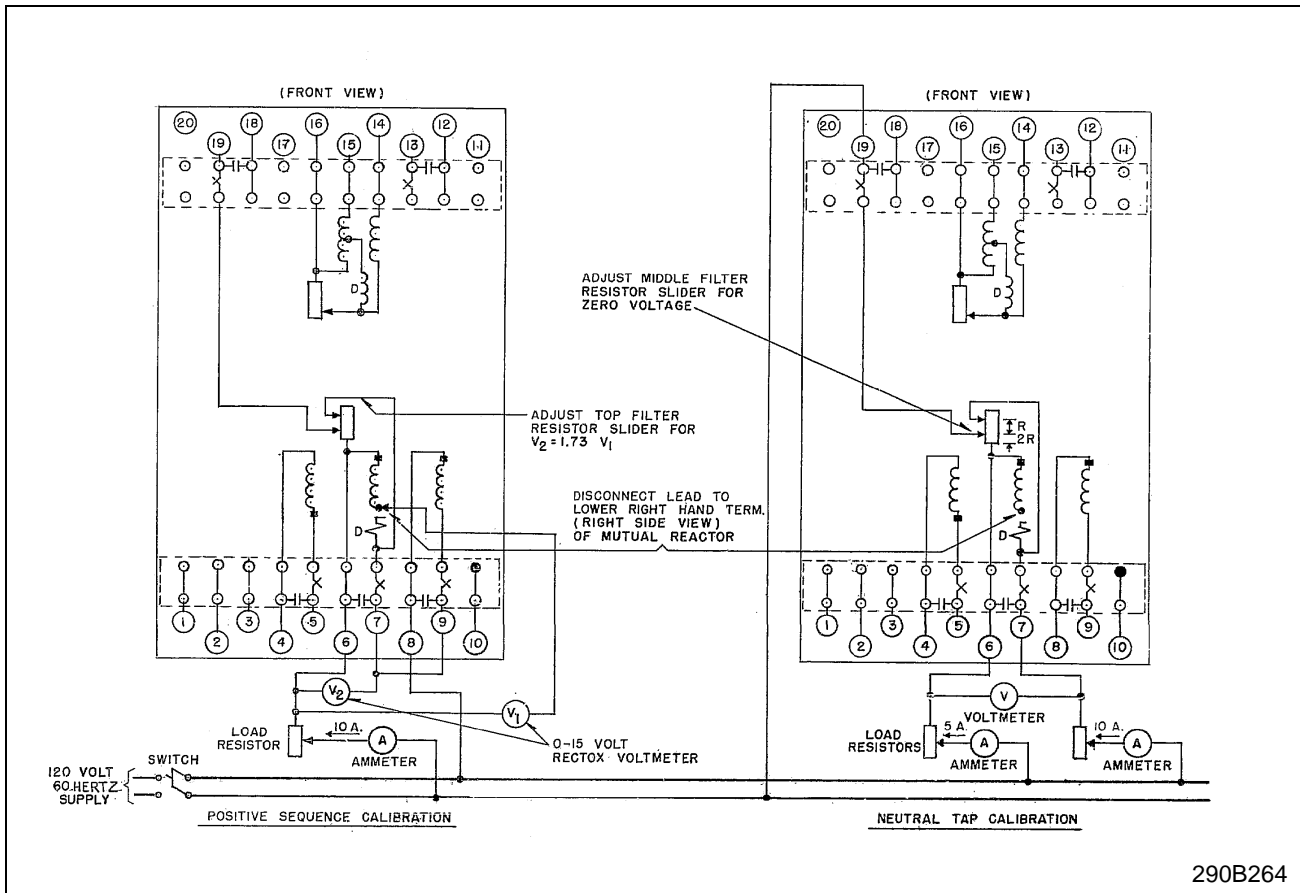 (FRONT VIEW)
20
19
18
17
16
15
14
13
12
11
D
ADJUST TOP FILTER
RESISTOR SLIDER FOR
V2=1.73 V1
D
DISCONNECT LEAD TO
LOWER RIGHT HAND TERM.
(RIGHT SIDE VIEW)
OF MUTUAL REACTOR
1
2
3
4
5
6
7
8
9
10
V2
V1
LOAD
RESISTOR
10 A.
A
AMMETER
0-15 VOLT
RECTOX VOLTMETER
SWITCH
120 VOLT
60 HERTZ
SUPPLY
POSITIVE SEQUENCE CALIBRATION
(FRONT VIEW)
20
19
18
17
16
15
14
13
12
11
D
ADJUST MIDDLE FILTER
RESISTOR SLIDER FOR
ZERO VOLTAGE
R
2R
D
1
2
3
4
5
6
7
8
9
10
V
VOLTMETER
LOAD
RESISTORS
5 A.
A
AMMETER
10 A.
A
AMMETER
NEUTRAL TAP CALIBRATION
290B264